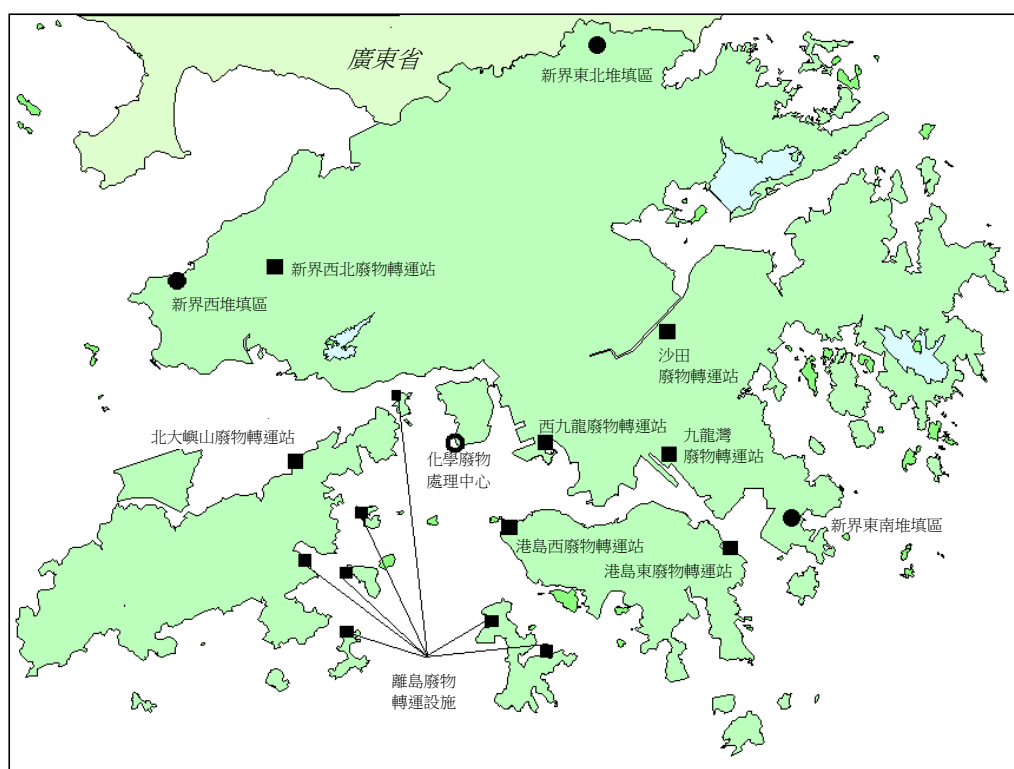 廣東省
新界東北堆填區
新界西北廢物轉運站
新界西堆填區
沙田
廢物轉運站
北大嶼山廢物轉運站
西九龍廢物轉運站
九龍灣
廢物轉運站
化學廢物
處理中心
新界東南堆填區
港島西廢物轉運站
港島東廢物轉運站
離島廢物
轉運設施